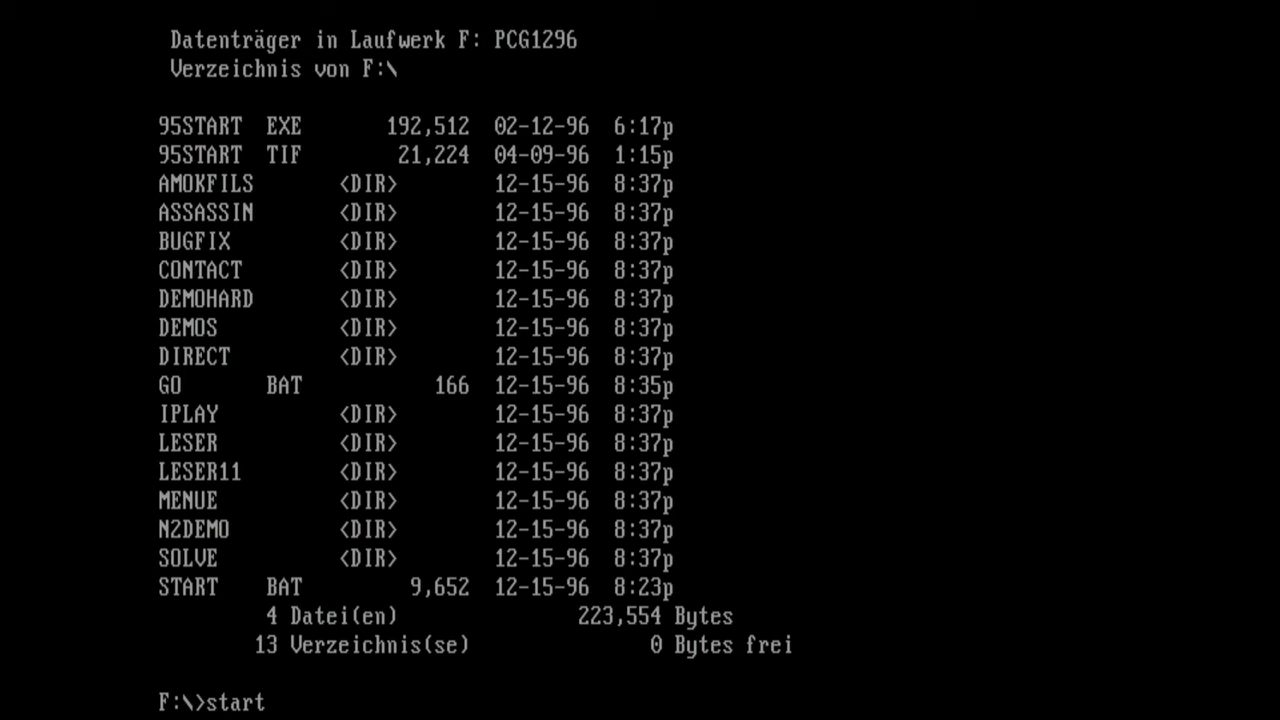 Datenträger in Laufwerk F: PCG1296
Verzeichnis von F:\
95START EXE 192,512 02-12-96 6:17p
95START TIF 21,224 04-09-96 1:15p
AMOKFILS <DIR> 12-15-96 8:37p
ASSASSIN <DIR> 12-15-96 8:37p
BUGFIX <DIR> 12-15-96 8:37p
CONTACT <DIR> 12-15-96 8:37p
DEMOHARD <DIR> 12-15-96 8:37p
DEMOS <DIR> 12-15-96 8:37p
DIRECT <DIR> 12-15-96 8:37p
GO BAT 166 12-15-96 8:35p
IPLAY <DIR> 12-15-96 8:37p
LESER <DIR> 12-15-96 8:37p
LESER11 <DIR> 12-15-96 8:37p
MENUE <DIR> 12-15-96 8:37p
N2DEMO <DIR> 12-15-96 8:37p
SOLVE <DIR> 12-15-96 8:37p
START BAT 9,652 12-15-96 8:23p
4 Datei(en) 223,554 Bytes
13 Verzeichnis(se) 0 Bytes frei
F:\>start